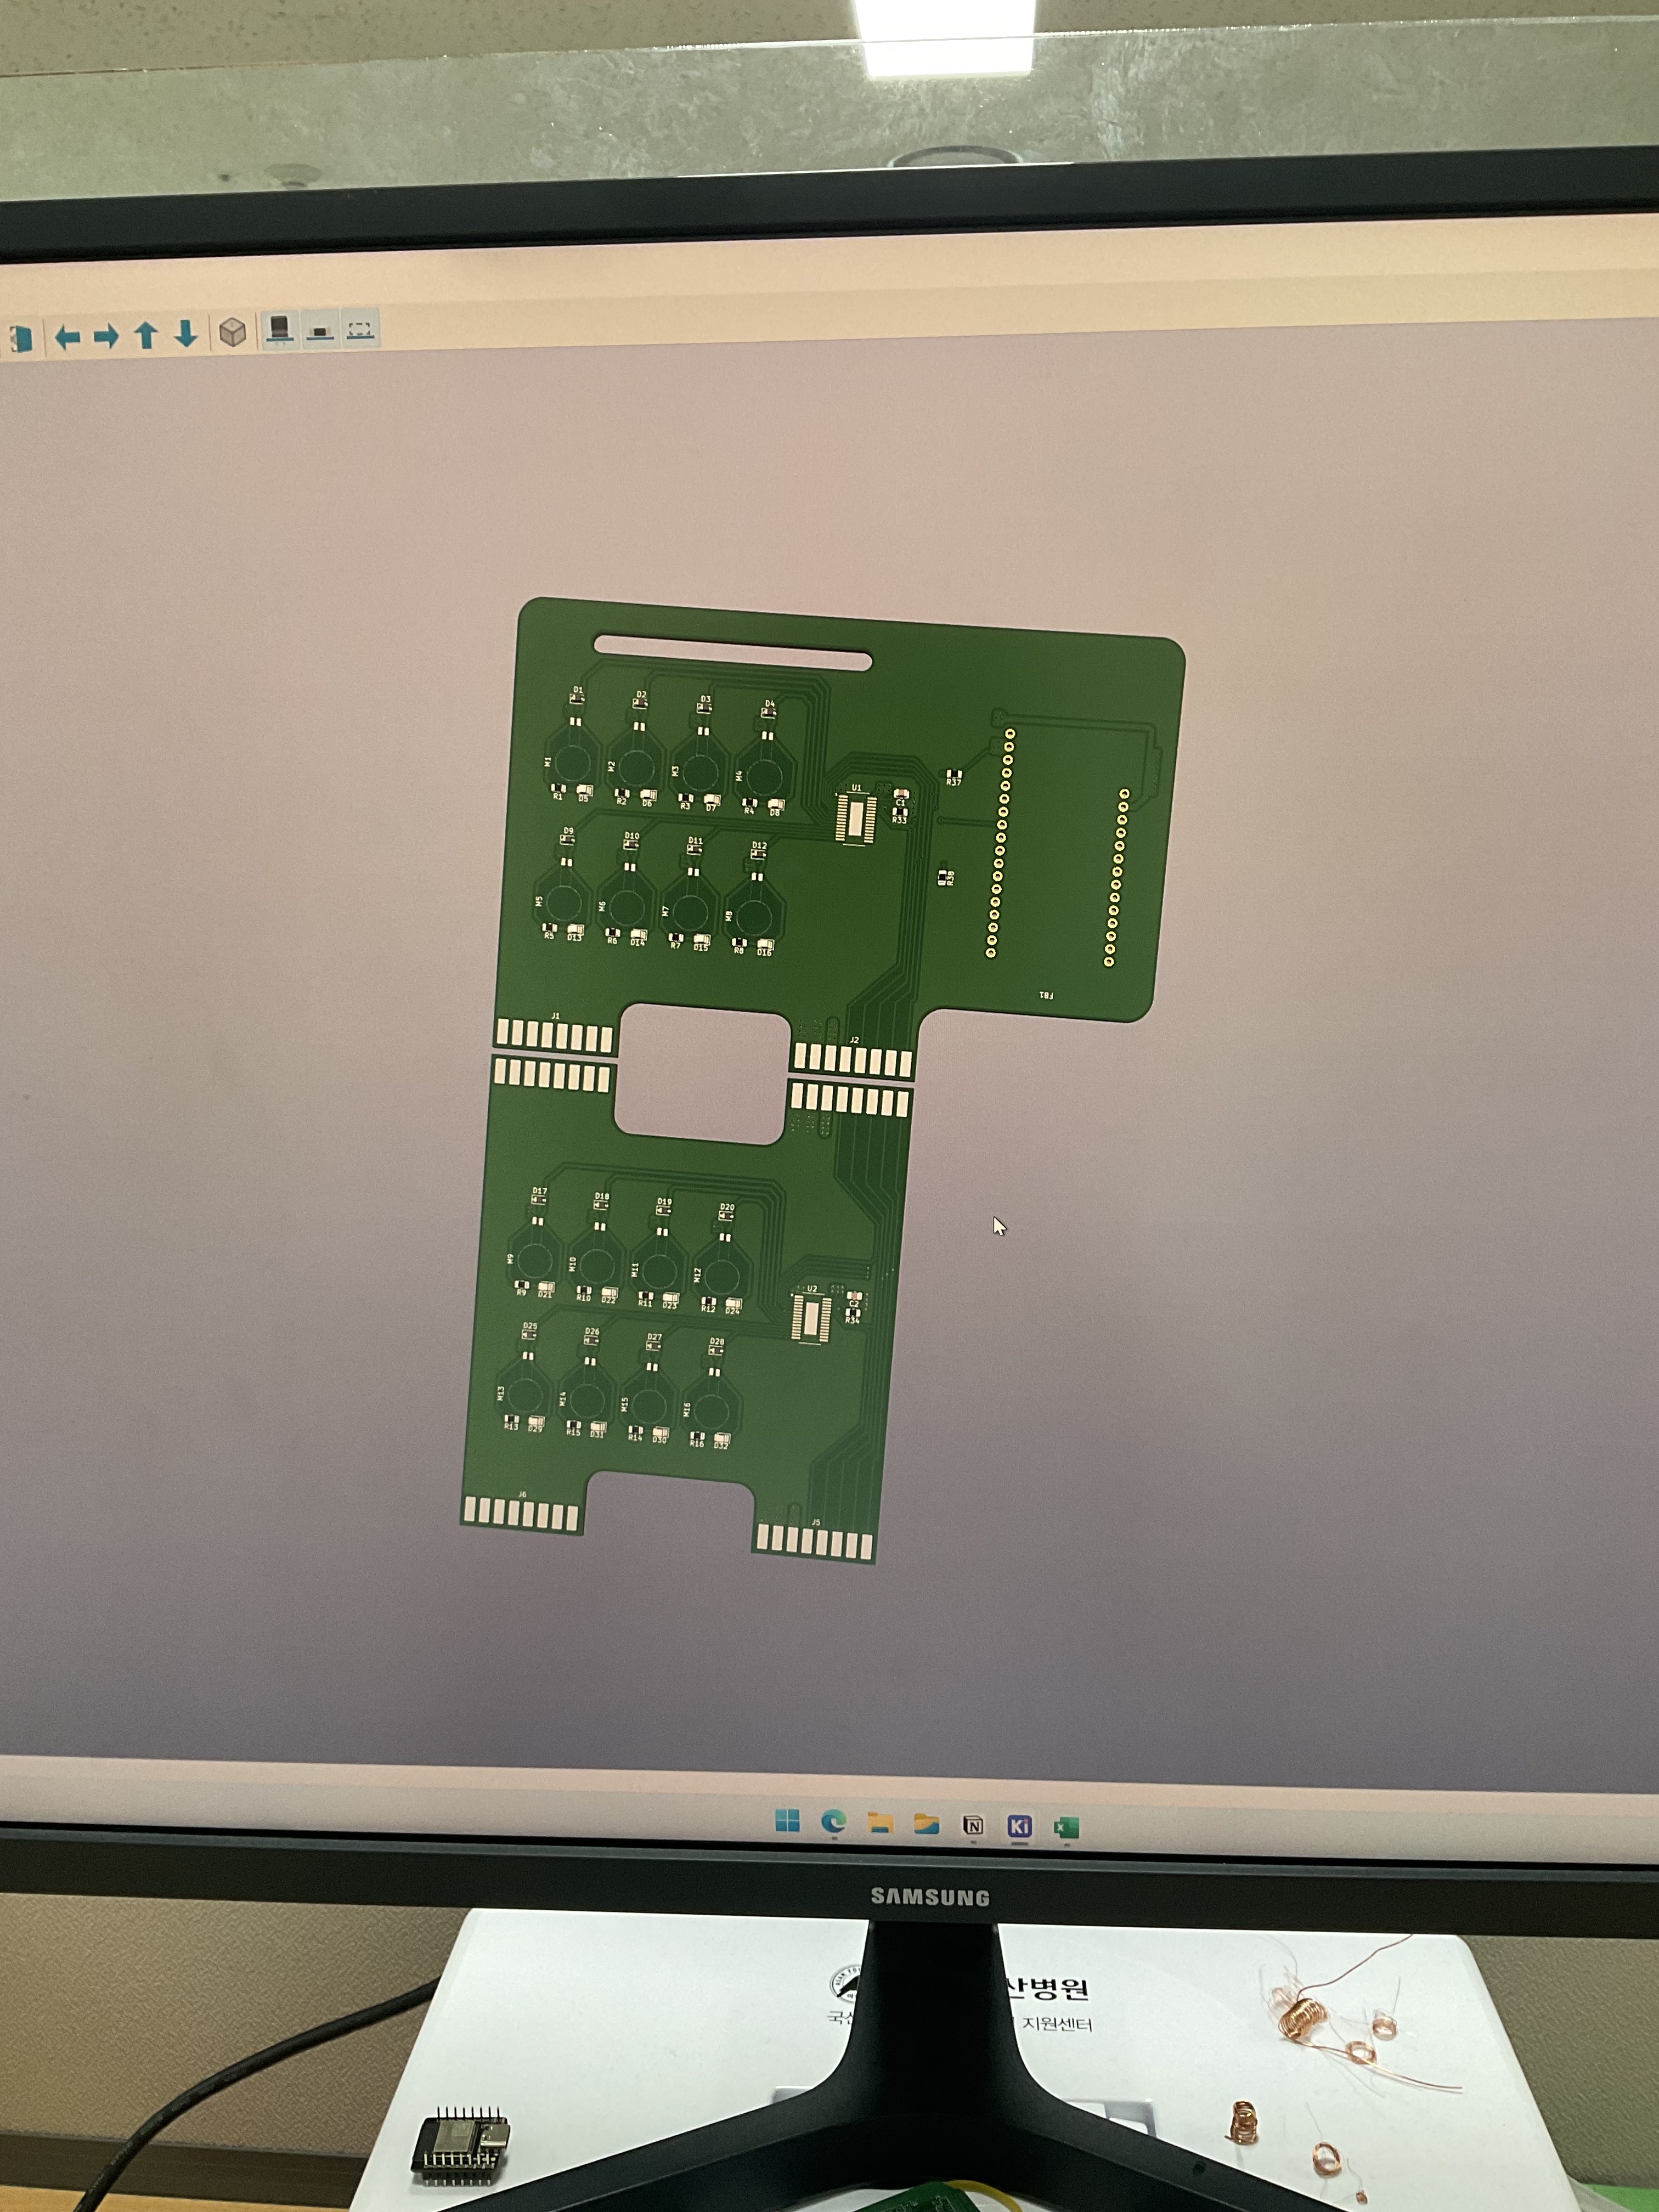 D1 D2 D3 D4
M1 M2 M3 M4
R1 D5 R2 D6 R3 D7 R4 D8
U1
C1
R33
R37
D9 D10 D11 D12
M5 M6 M7 M8
R5 D13 R6 D14 R7 D15 R8 D16
R38
FB1
J1
J2
D17 D18 D19 D20
M9 M10 M11 M12
R9 D21 R10 D22 R11 D23 R12 D24
U2
C2
R34
D25 D26 D27 D28
M13 M14 M15 M16
R13 D29 R15 D31 R14 D30 R16 D32
J6
J5
N Ki X
SAMSUNG
산병원
지원센터